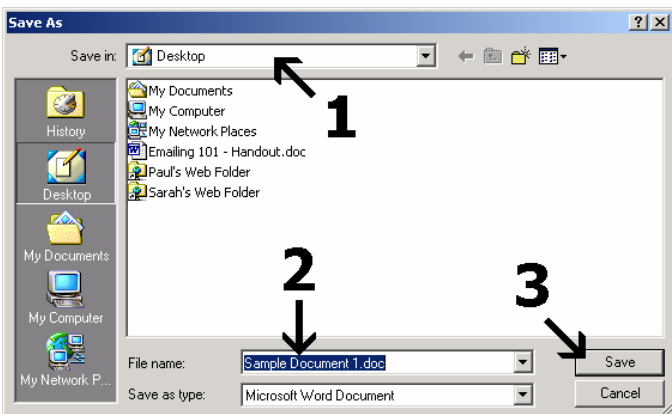 Save As
Save in: Desktop
1
History
Desktop
My Documents
My Computer
My Network P...
My Documents
My Computer
My Network Places
Emailing 101 - Handout.doc
Paul's Web Folder
Sarah's Web Folder
2
3
File name: Sample Document 1.doc
Save
Save as type: Microsoft Word Document
Cancel